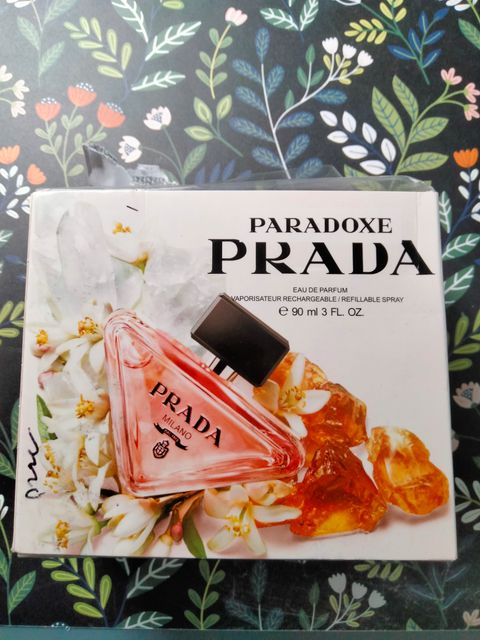 PARADOXE
PRADA
EAU DE PARFUM
VAPORISATEUR RECHARGEABLE / REFILLABLE SPRAY
℮ 90 ml 3 FL. OZ.
PRADA
MILANO